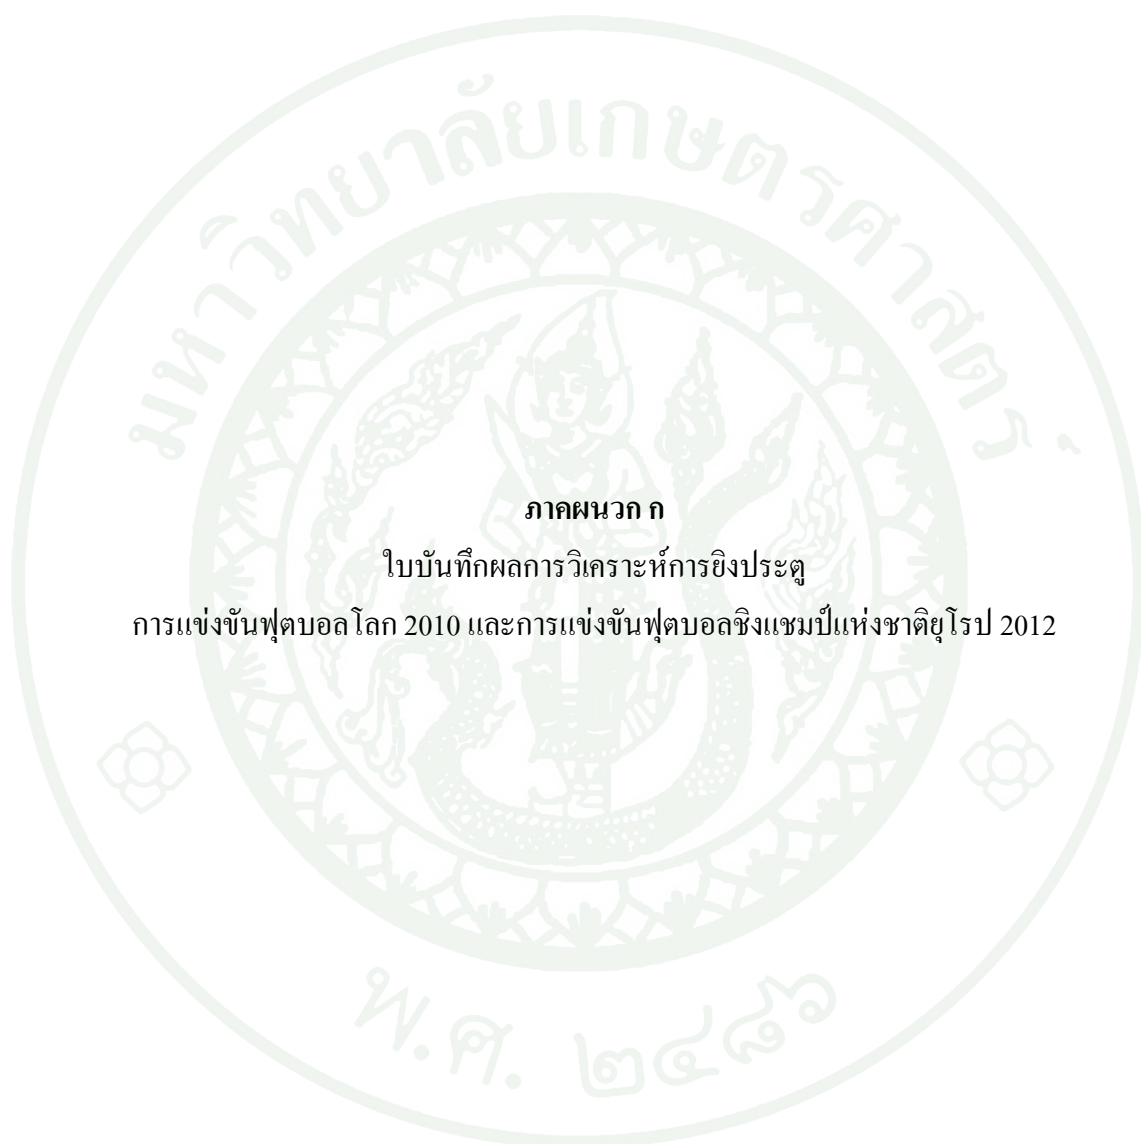 มหาวิทยาลัยเกษตรศาสตร์
ภาคผนวก ก
ใบบันทึกผลการวิเคราะห์การยิงประตู
การแข่งขันฟุตบอลโลก 2010 และการแข่งขันฟุตบอลชิงแชมป์แห่งชาติยุโรป 2012
พ.ศ. ๒๔๘๖